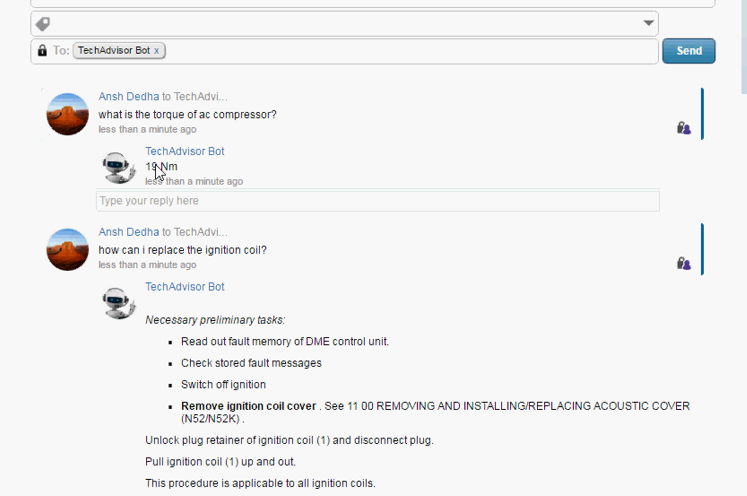 To: TechAdvisor Bot x
Send
Ansh Dedha to TechAdvi...
what is the torque of ac compressor?
less than a minute ago
TechAdvisor Bot
19 Nm
less than a minute ago
Type your reply here
Ansh Dedha to TechAdvi...
how can i replace the ignition coil?
less than a minute ago
TechAdvisor Bot
Necessary preliminary tasks:
Read out fault memory of DME control unit.
Check stored fault messages
Switch off ignition
Remove ignition coil cover . See 11 00 REMOVING AND INSTALLING/REPLACING ACOUSTIC COVER
(N52/N52K) .
Unlock plug retainer of ignition coil (1) and disconnect plug.
Pull ignition coil (1) up and out.
This procedure is applicable to all ignition coils.